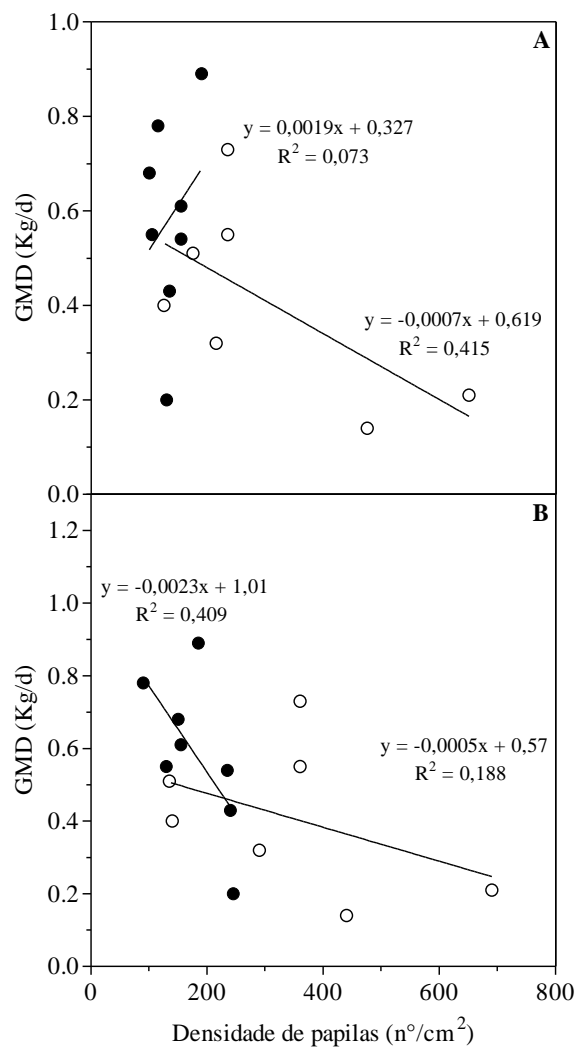 1.0
A
0.8
y = 0,0019x + 0,327
R² = 0,073
0.6
GMD (Kg/d)
0.4
y = -0,0007x + 0,619
R² = 0,415
0.2
0.0
B
1.2
y = -0,0023x + 1,01
R² = 0,409
1.0
0.8
GMD (Kg/d)
0.6
y = -0,0005x + 0,57
R² = 0,188
0.4
0.2
0.0
0 200 400 600 800
Densidade de papilas (n°/cm²)